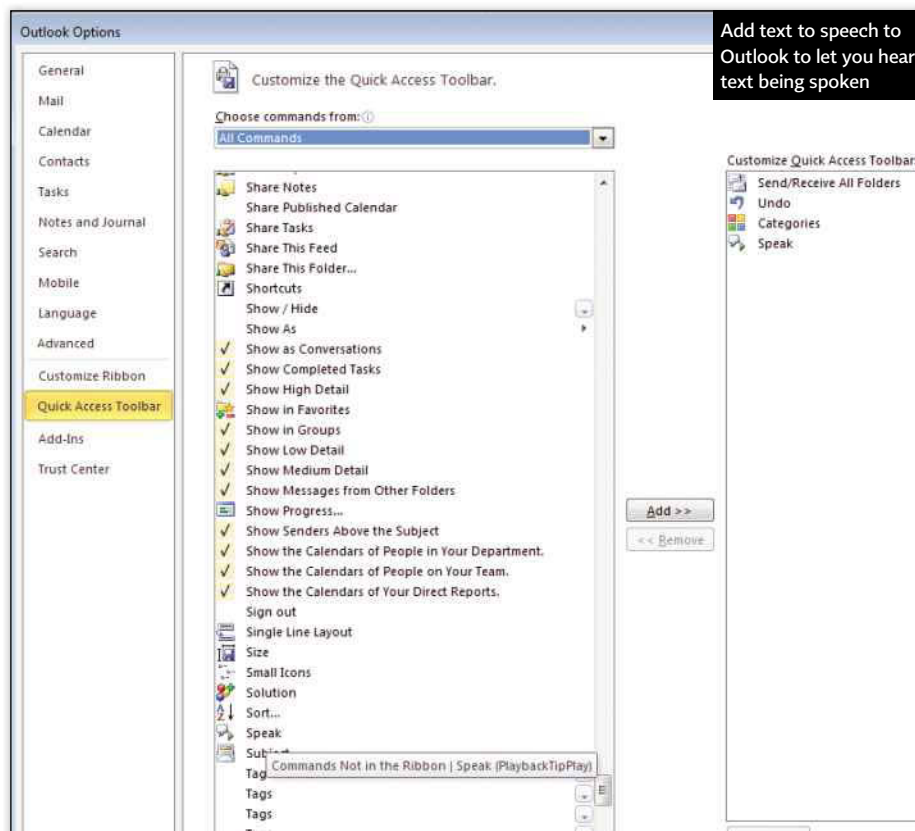 Outlook Options
Add text to speech to
Outlook to let you hear
text being spoken
General
Mail
Calendar
Contacts
Tasks
Notes and Journal
Search
Mobile
Language
Advanced
Customize Ribbon
Quick Access Toolbar
Add-Ins
Trust Center
Customize the Quick Access Toolbar.
Choose commands from:
All Commands
Share Notes
Share Published Calendar
Share Tasks
Share This Feed
Share This Folder...
Shortcuts
Show / Hide
Show As
Show as Conversations
Show Completed Tasks
Show High Detail
Show in Favorites
Show in Groups
Show Low Detail
Show Medium Detail
Show Messages from Other Folders
Show Progress...
Show Senders Above the Subject
Show the Calendars of People in Your Department.
Show the Calendars of People on Your Team.
Show the Calendars of Your Direct Reports.
Sign out
Single Line Layout
Size
Small Icons
Solution
Sort...
Speak
Subject
Commands Not in the Ribbon | Speak (PlaybackTipPlay)
Tags
Tags
Tags
Add >>
<< Remove
Customize Quick Access Toolbar
Send/Receive All Folders
Undo
Categories
Speak